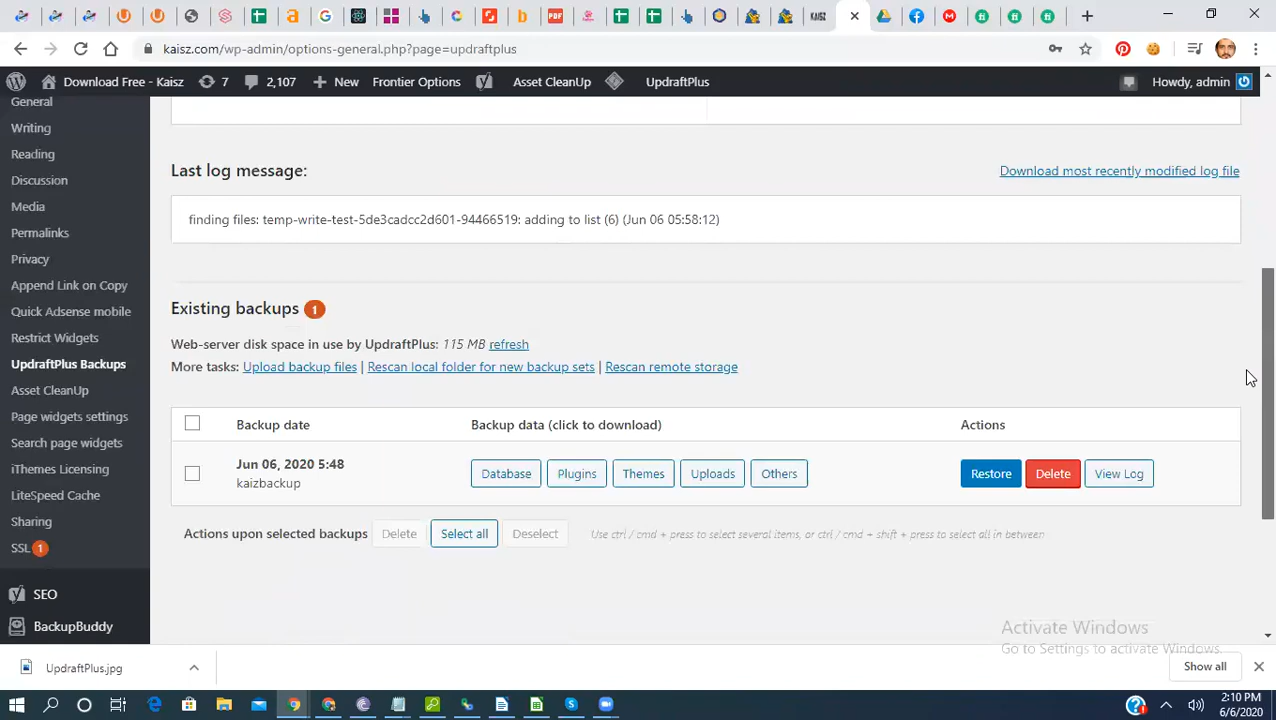 KAISZ
kaisz.com/wp-admin/options-general.php?page=updraftplus
Download Free - Kaisz 7 2,107 New Frontier Options Asset CleanUp UpdraftPlus Howdy, admin
General
Writing
Reading
Discussion
Media
Permalinks
Privacy
Append Link on Copy
Quick Adsense mobile
Restrict Widgets
UpdraftPlus Backups
Asset CleanUp
Page widgets settings
Search page widgets
iThemes Licensing
LiteSpeed Cache
Sharing
SSL 1
SEO
BackupBuddy
Last log message:
Download most recently modified log file
finding files: temp-write-test-5de3cadcc2d601-94466519: adding to list (6) (Jun 06 05:58:12)
Existing backups 1
Web-server disk space in use by UpdraftPlus: 115 MB refresh
More tasks: Upload backup files | Rescan local folder for new backup sets | Rescan remote storage
Backup date Backup data (click to download) Actions
Jun 06, 2020 5:48
kaizbackup
Database Plugins Themes Uploads Others Restore Delete View Log
Actions upon selected backups Delete Select all Deselect Use ctrl / cmd + press to select several items, or ctrl / cmd + shift + press to select all in between
Activate Windows
Go to Settings to activate Windows.
UpdraftPlus.jpg
Show all
2:10 PM
6/6/2020